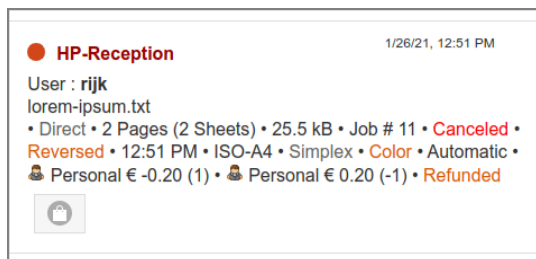 HP-Reception
1/26/21, 12:51 PM
User : rijk
lorem-ipsum.txt
• Direct • 2 Pages (2 Sheets) • 25.5 kB • Job # 11 • Canceled •
Reversed • 12:51 PM • ISO-A4 • Simplex • Color • Automatic •
Personal € -0.20 (1) • Personal € 0.20 (-1) • Refunded